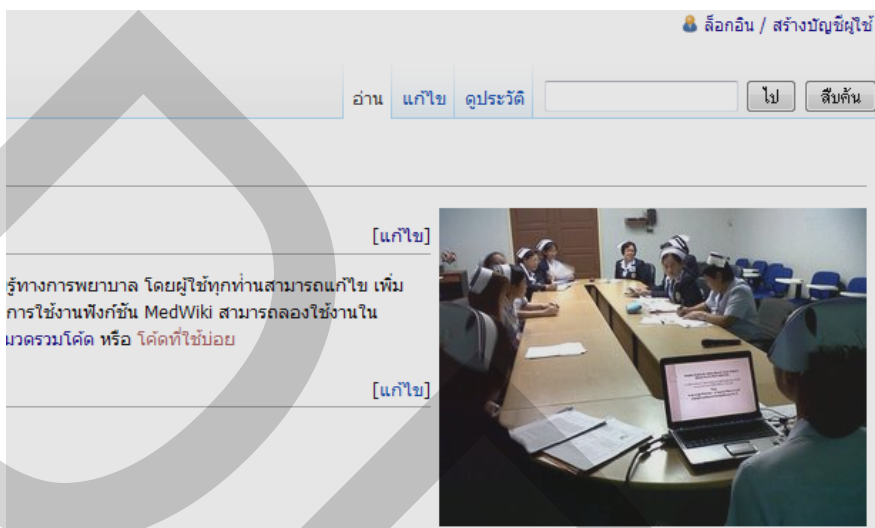 ล็อกอิน / สร้างบัญชีผู้ใช้
อ่าน แก้ไข ดูประวัติ ไป สืบค้น
[แก้ไข]
รู้ทางการพยาบาล โดยผู้ใช้ทุกท่านสามารถแก้ไข เพิ่ม
การใช้งานฟังก์ชัน MedWiki สามารถลองใช้งานใน
มวดรวมโค้ด หรือ โค้ดที่ใช้บ่อย
[แก้ไข]